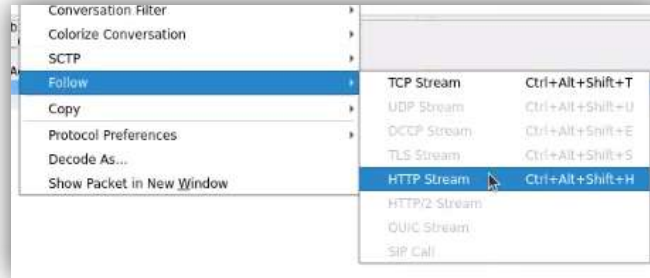 Conversation Filter
Colorize Conversation
SCTP
Follow
Copy
Protocol Preferences
Decode As...
Show Packet in New Window
TCP Stream Ctrl+Alt+Shift+T
UDP Stream Ctrl+Alt+Shift+U
DCCP Stream Ctrl+Alt+Shift+E
TLS Stream Ctrl+Alt+Shift+S
HTTP Stream Ctrl+Alt+Shift+H
HTTP/2 Stream
QUIC Stream
SIP Call